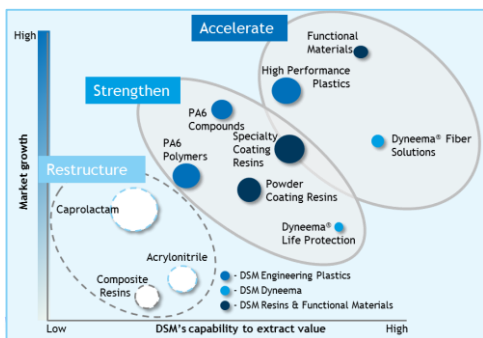 High
Accelerate
Functional
Materials
High Performance
Plastics
Strengthen
PA6
Compounds
Specialty
Coating
Resins
Dyneema® Fiber
Solutions
PA6
Polymers
Restructure
Market growth
Powder
Coating Resins
Caprolactam
Dyneema®
Life Protection
Acrylonitrile
Composite
Resins
- DSM Engineering Plastics
- DSM Dyneema
- DSM Resins & Functional Materials
Low
DSM's capability to extract value
High